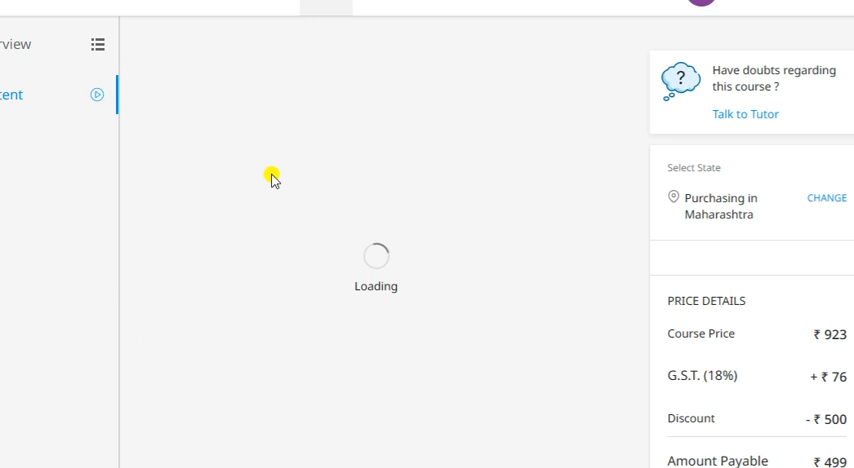 rview
tent
Loading
?
Have doubts regarding
this course ?
Talk to Tutor
Select State
Purchasing in
Maharashtra
CHANGE
PRICE DETAILS
Course Price ₹ 923
G.S.T. (18%) + ₹ 76
Discount - ₹ 500
Amount Payable ₹ 499